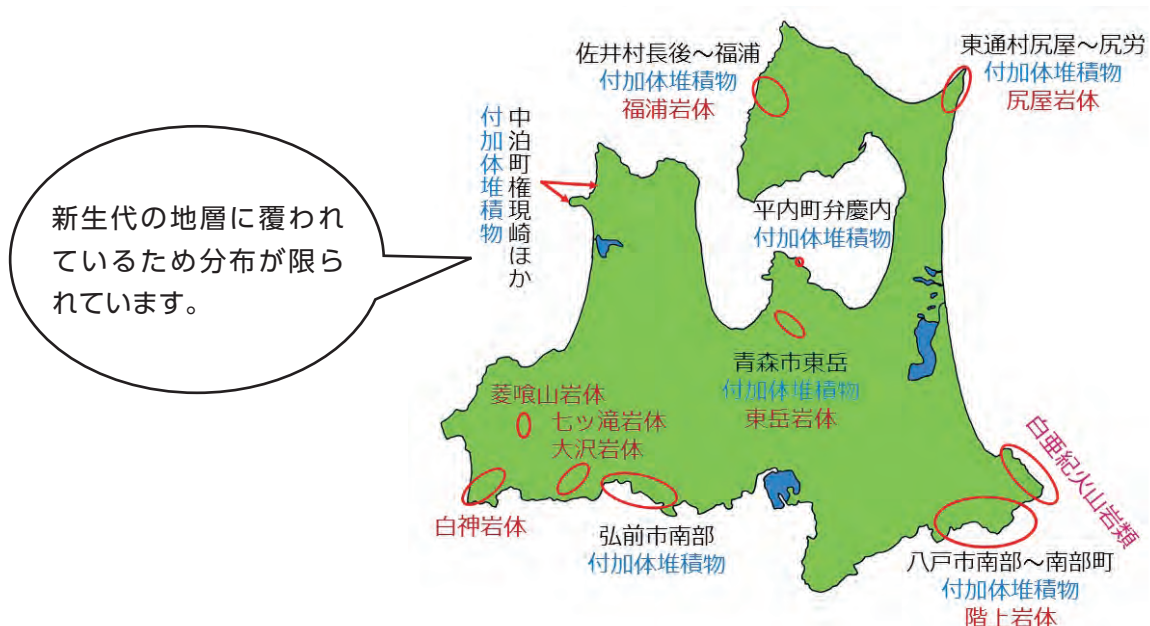 佐井村長後～福浦
付加体堆積物
福浦岩体
東通村尻屋～尻労
付加体堆積物
尻屋岩体
中泊町権現崎ほか
付加体堆積物
新生代の地層に覆われ
ているため分布が限ら
れています。
平内町弁慶内
付加体堆積物
青森市東岳
付加体堆積物
東岳岩体
菱喰山岩体
七ッ滝岩体
大沢岩体
白神岩体
弘前市南部
付加体堆積物
白亜紀火山岩類
八戸市南部～南部町
付加体堆積物
階上岩体